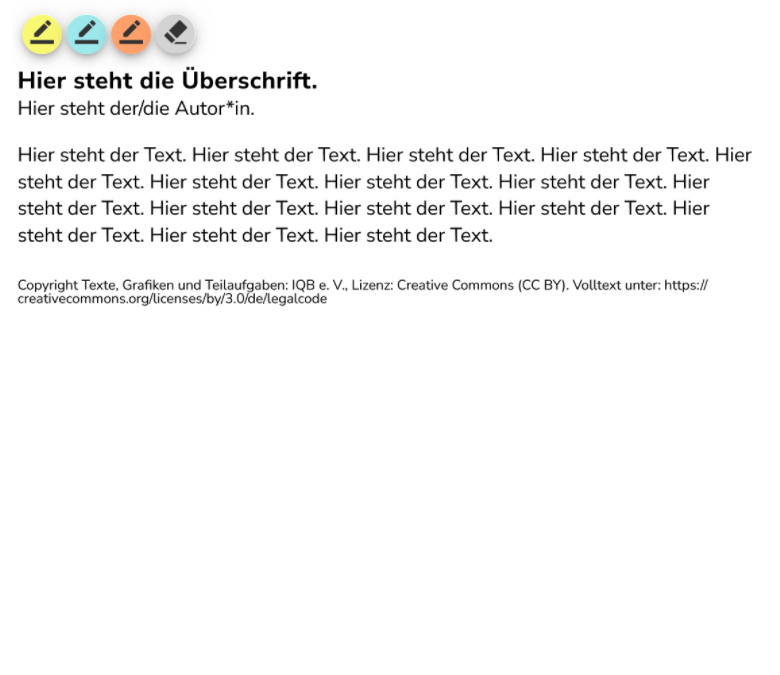 Hier steht die Überschrift.
Hier steht der/die Autor*in.
Hier steht der Text. Hier steht der Text. Hier steht der Text. Hier steht der Text. Hier
steht der Text. Hier steht der Text. Hier steht der Text. Hier steht der Text. Hier
steht der Text. Hier steht der Text. Hier steht der Text. Hier steht der Text. Hier
steht der Text. Hier steht der Text. Hier steht der Text.
Copyright Texte, Grafiken und Teilaufgaben: IQB e. V., Lizenz: Creative Commons (CC BY). Volltext unter: https://
creativecommons.org/licenses/by/3.0/de/legalcode